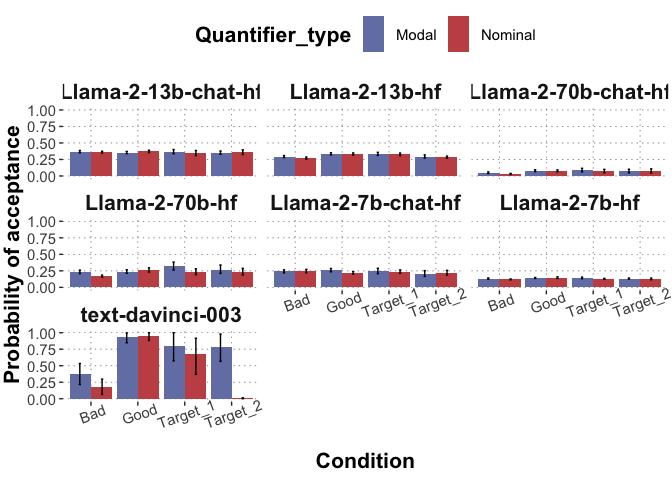 Quantifier_type Modal Nominal
Llama-2-13b-chat-hf Llama-2-13b-hf Llama-2-70b-chat-hf
1.00
0.75
0.50
0.25
0.00
Llama-2-70b-hf Llama-2-7b-chat-hf Llama-2-7b-hf
1.00
0.75
0.50
0.25
0.00
Bad Good Target_1 Target_2 Bad Good Target_1 Target_2
text-davinci-003
1.00
0.75
0.50
0.25
0.00
Bad Good Target_1 Target_2
Probability of acceptance
Condition